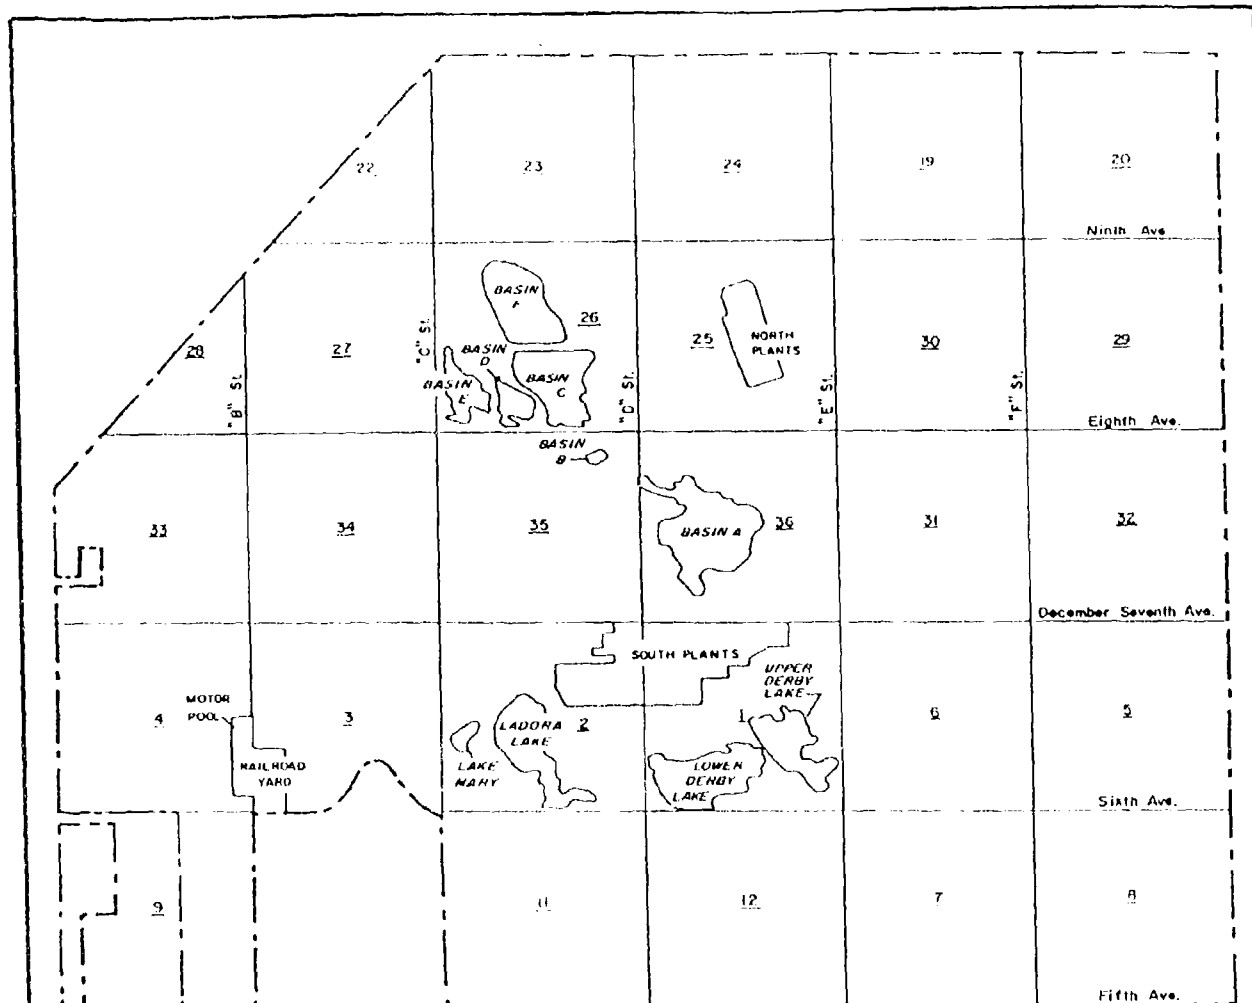 22
23
24
19
20
Ninth Ave
BASIN
F
26
25
NORTH
PLANTS
30
29
28
27
"C" St.
BASIN
D
BASIN
E
BASIN
C
"B" St.
"D" St.
"E" St.
"F" St.
Eighth Ave.
BASIN
B
33
34
35
BASIN A
36
31
32
December Seventh Ave.
SOUTH PLANTS
UPPER
DERBY
LAKE
MOTOR
POOL
4
3
LADORA
LAKE
2
1
6
5
LAKE
MARY
RAILROAD
YARD
LOWER
DERBY
LAKE
Sixth Ave.
9
11
12
7
8
Fifth Ave.